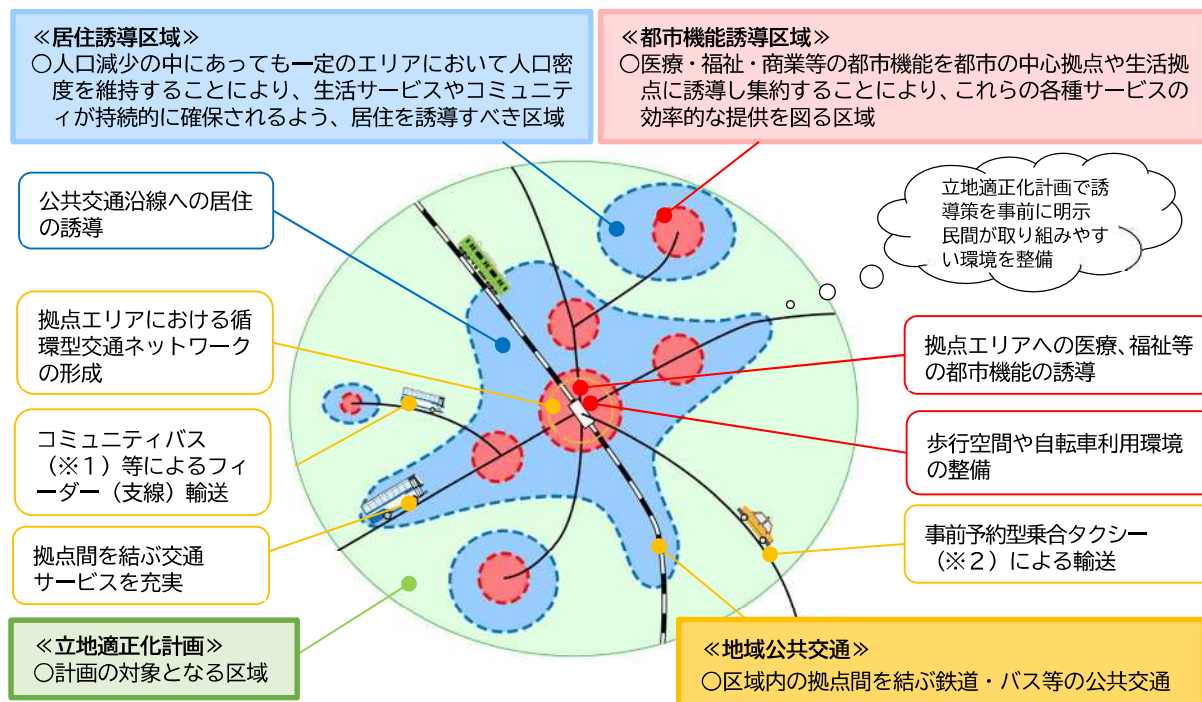 ≪居住誘導区域≫
〇人口減少の中にあっても一定のエリアにおいて人口密
度を維持することにより、生活サービスやコミュニティ
が持続的に確保されるよう、居住を誘導すべき区域
≪都市機能誘導区域≫
〇医療・福祉・商業等の都市機能を都市の中心拠点や生活拠
点に誘導し集約することにより、これらの各種サービスの
効率的な提供を図る区域
公共交通沿線への居住
の誘導
立地適正化計画で誘
導策を事前に明示
民間が取り組みやす
い環境を整備
拠点エリアにおける循
環型交通ネットワーク
の形成
拠点エリアへの医療、福祉等
の都市機能の誘導
コミュニティバス
（※１）等によるフィ
ーダー（支線）輸送
歩行空間や自転車利用環境
の整備
拠点間を結ぶ交通
サービスを充実
事前予約型乗合タクシー
（※２）による輸送
≪立地適正化計画≫
〇計画の対象となる区域
≪地域公共交通≫
〇区域内の拠点間を結ぶ鉄道・バス等の公共交通